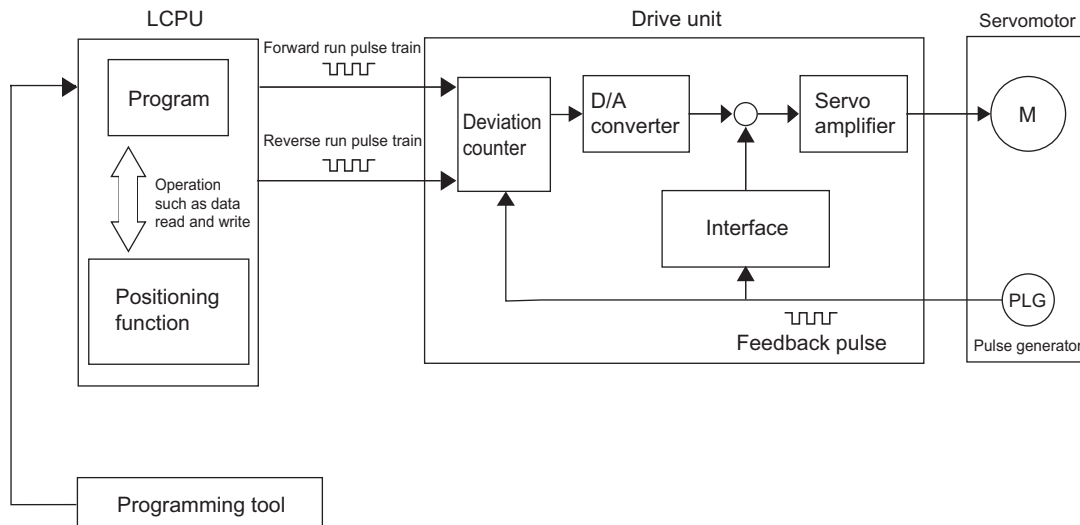 LCPU
Program
Operation
such as data
read and write
Positioning
function
Forward run pulse train
Reverse run pulse train
Drive unit
Deviation
counter
D/A
converter
Servo
amplifier
Interface
Feedback pulse
Servomotor
M
PLG
Pulse generator
Programming tool